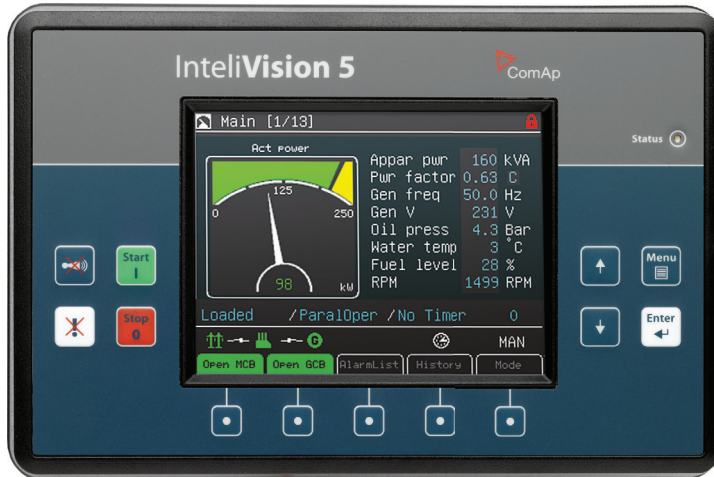 InteliVision 5
ComAp
Main [1/13]
Status
Act power
125
0
250
98
kW
Appar pwr 160 kVA
Pwr factor 0.63 C
Gen freq 50.0 Hz
Gen V 231 V
Oil press 4.3 Bar
Water temp 3 °C
Fuel level 28 %
RPM 1499 RPM
Start
I
Stop
0
Menu
Enter
Loaded /ParalOper /No Timer 0
G
MAN
Open MCB
Open GCB
AlarmList
History
Mode